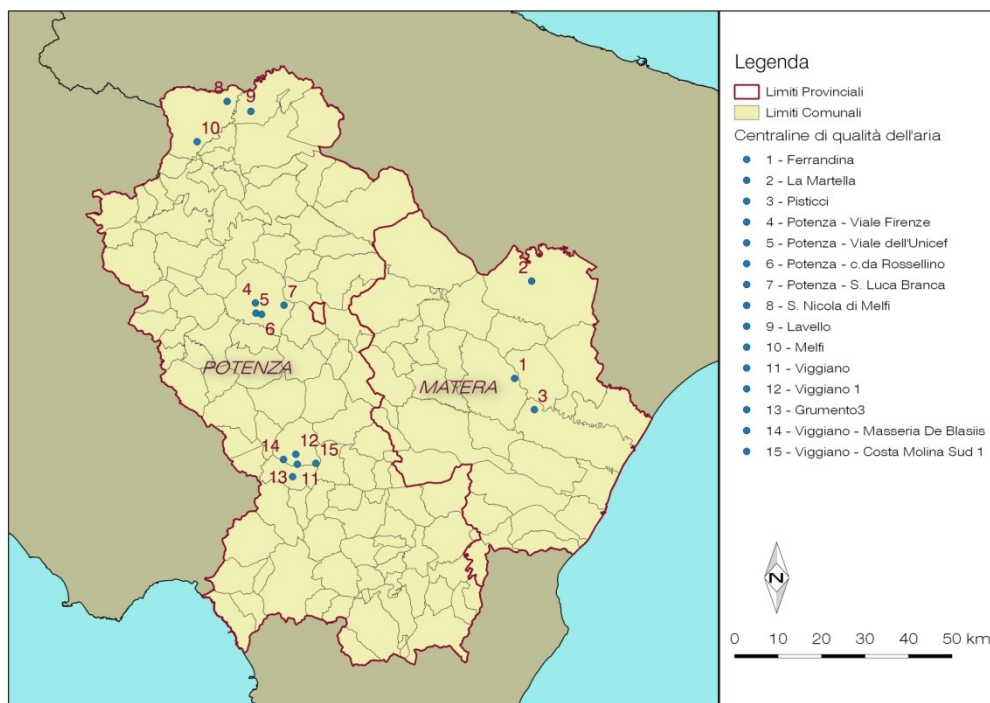 8
9
10
2
4
5
7
6
POTENZA
1
MATERA
3
12
14
15
13
11
Legenda
Limiti Provinciali
Limiti Comunali
Centraline di qualità dell'aria
1 - Ferrandina
2 - La Martella
3 - Pisticci
4 - Potenza - Viale Firenze
5 - Potenza - Viale dell'Unicef
6 - Potenza - c.da Rossellino
7 - Potenza - S. Luca Branca
8 - S. Nicola di Melfi
9 - Lavello
10 - Melfi
11 - Viggiano
12 - Viggiano 1
13 - Grumento3
14 - Viggiano - Masseria De Blasiis
15 - Viggiano - Costa Molina Sud 1
N
0 10 20 30 40 50 km